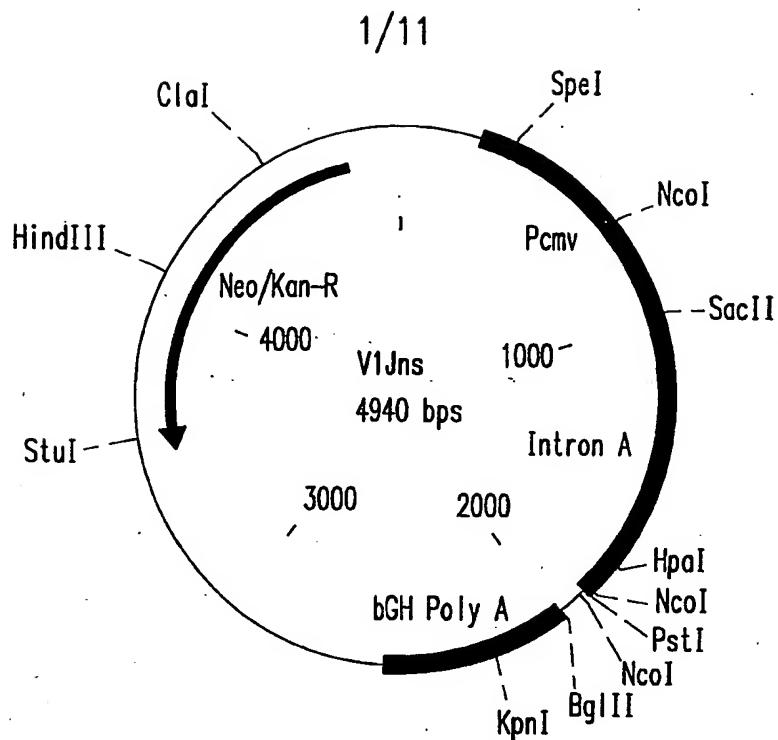 1/11
SpeI
ClaI
NcoI
Pcmv
HindIII
Neo/Kan-R
SacII
4000
1000
V1Jns
4940 bps
StuI
Intron A
3000
2000
HpaI
bGH Poly A
NcoI
PstI
NcoI
BglII
KpnI